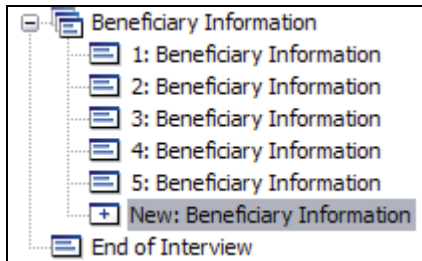 Beneficiary Information
1: Beneficiary Information
2: Beneficiary Information
3: Beneficiary Information
4: Beneficiary Information
5: Beneficiary Information
New: Beneficiary Information
End of Interview